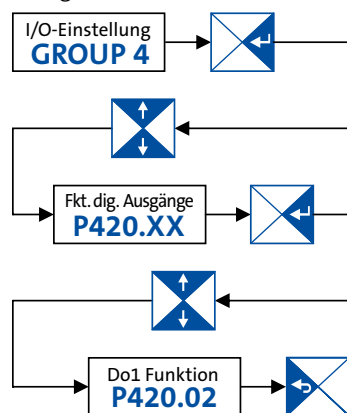 I/O-Einstellung
GROUP 4
Fkt. dig. Ausgänge
P420.XX
Do1 Funktion
P420.02